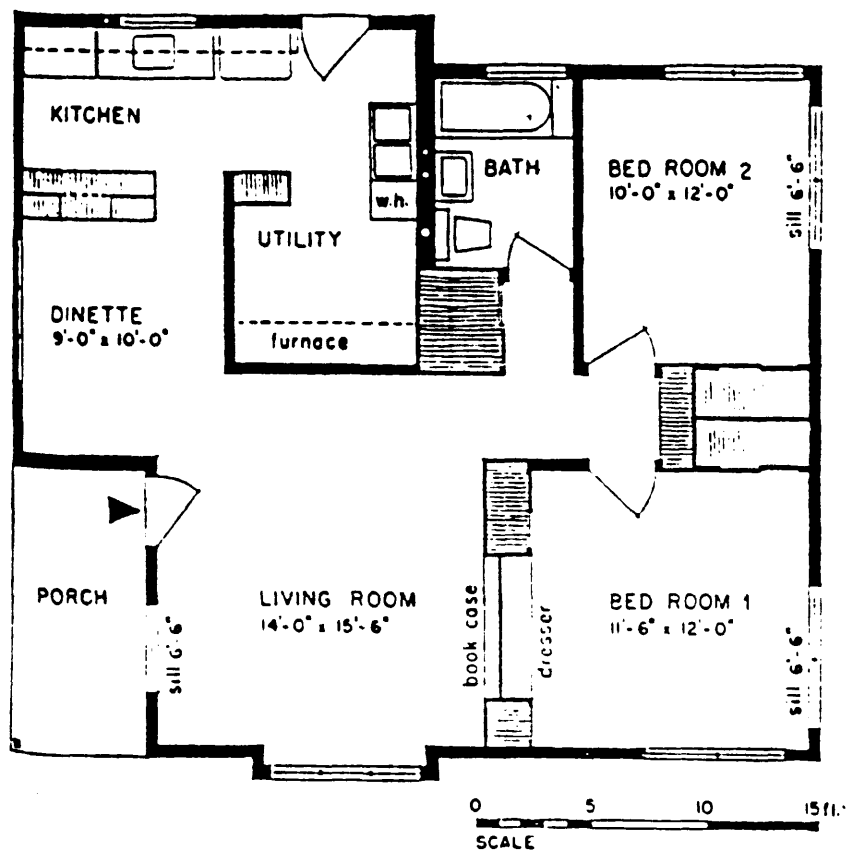 KITCHEN
BATH
BED ROOM 2
10'-0" x 12'-0"
sill 6'-6"
w.h.
UTILITY
DINETTE
9'-0" x 10'-0"
furnace
PORCH
sill 6'-6"
LIVING ROOM
14'-0" x 15'-6"
book case
dresser
BED ROOM 1
11'-6" x 12'-0"
sill 6'-6"
0 5 10 15 ft.
SCALE